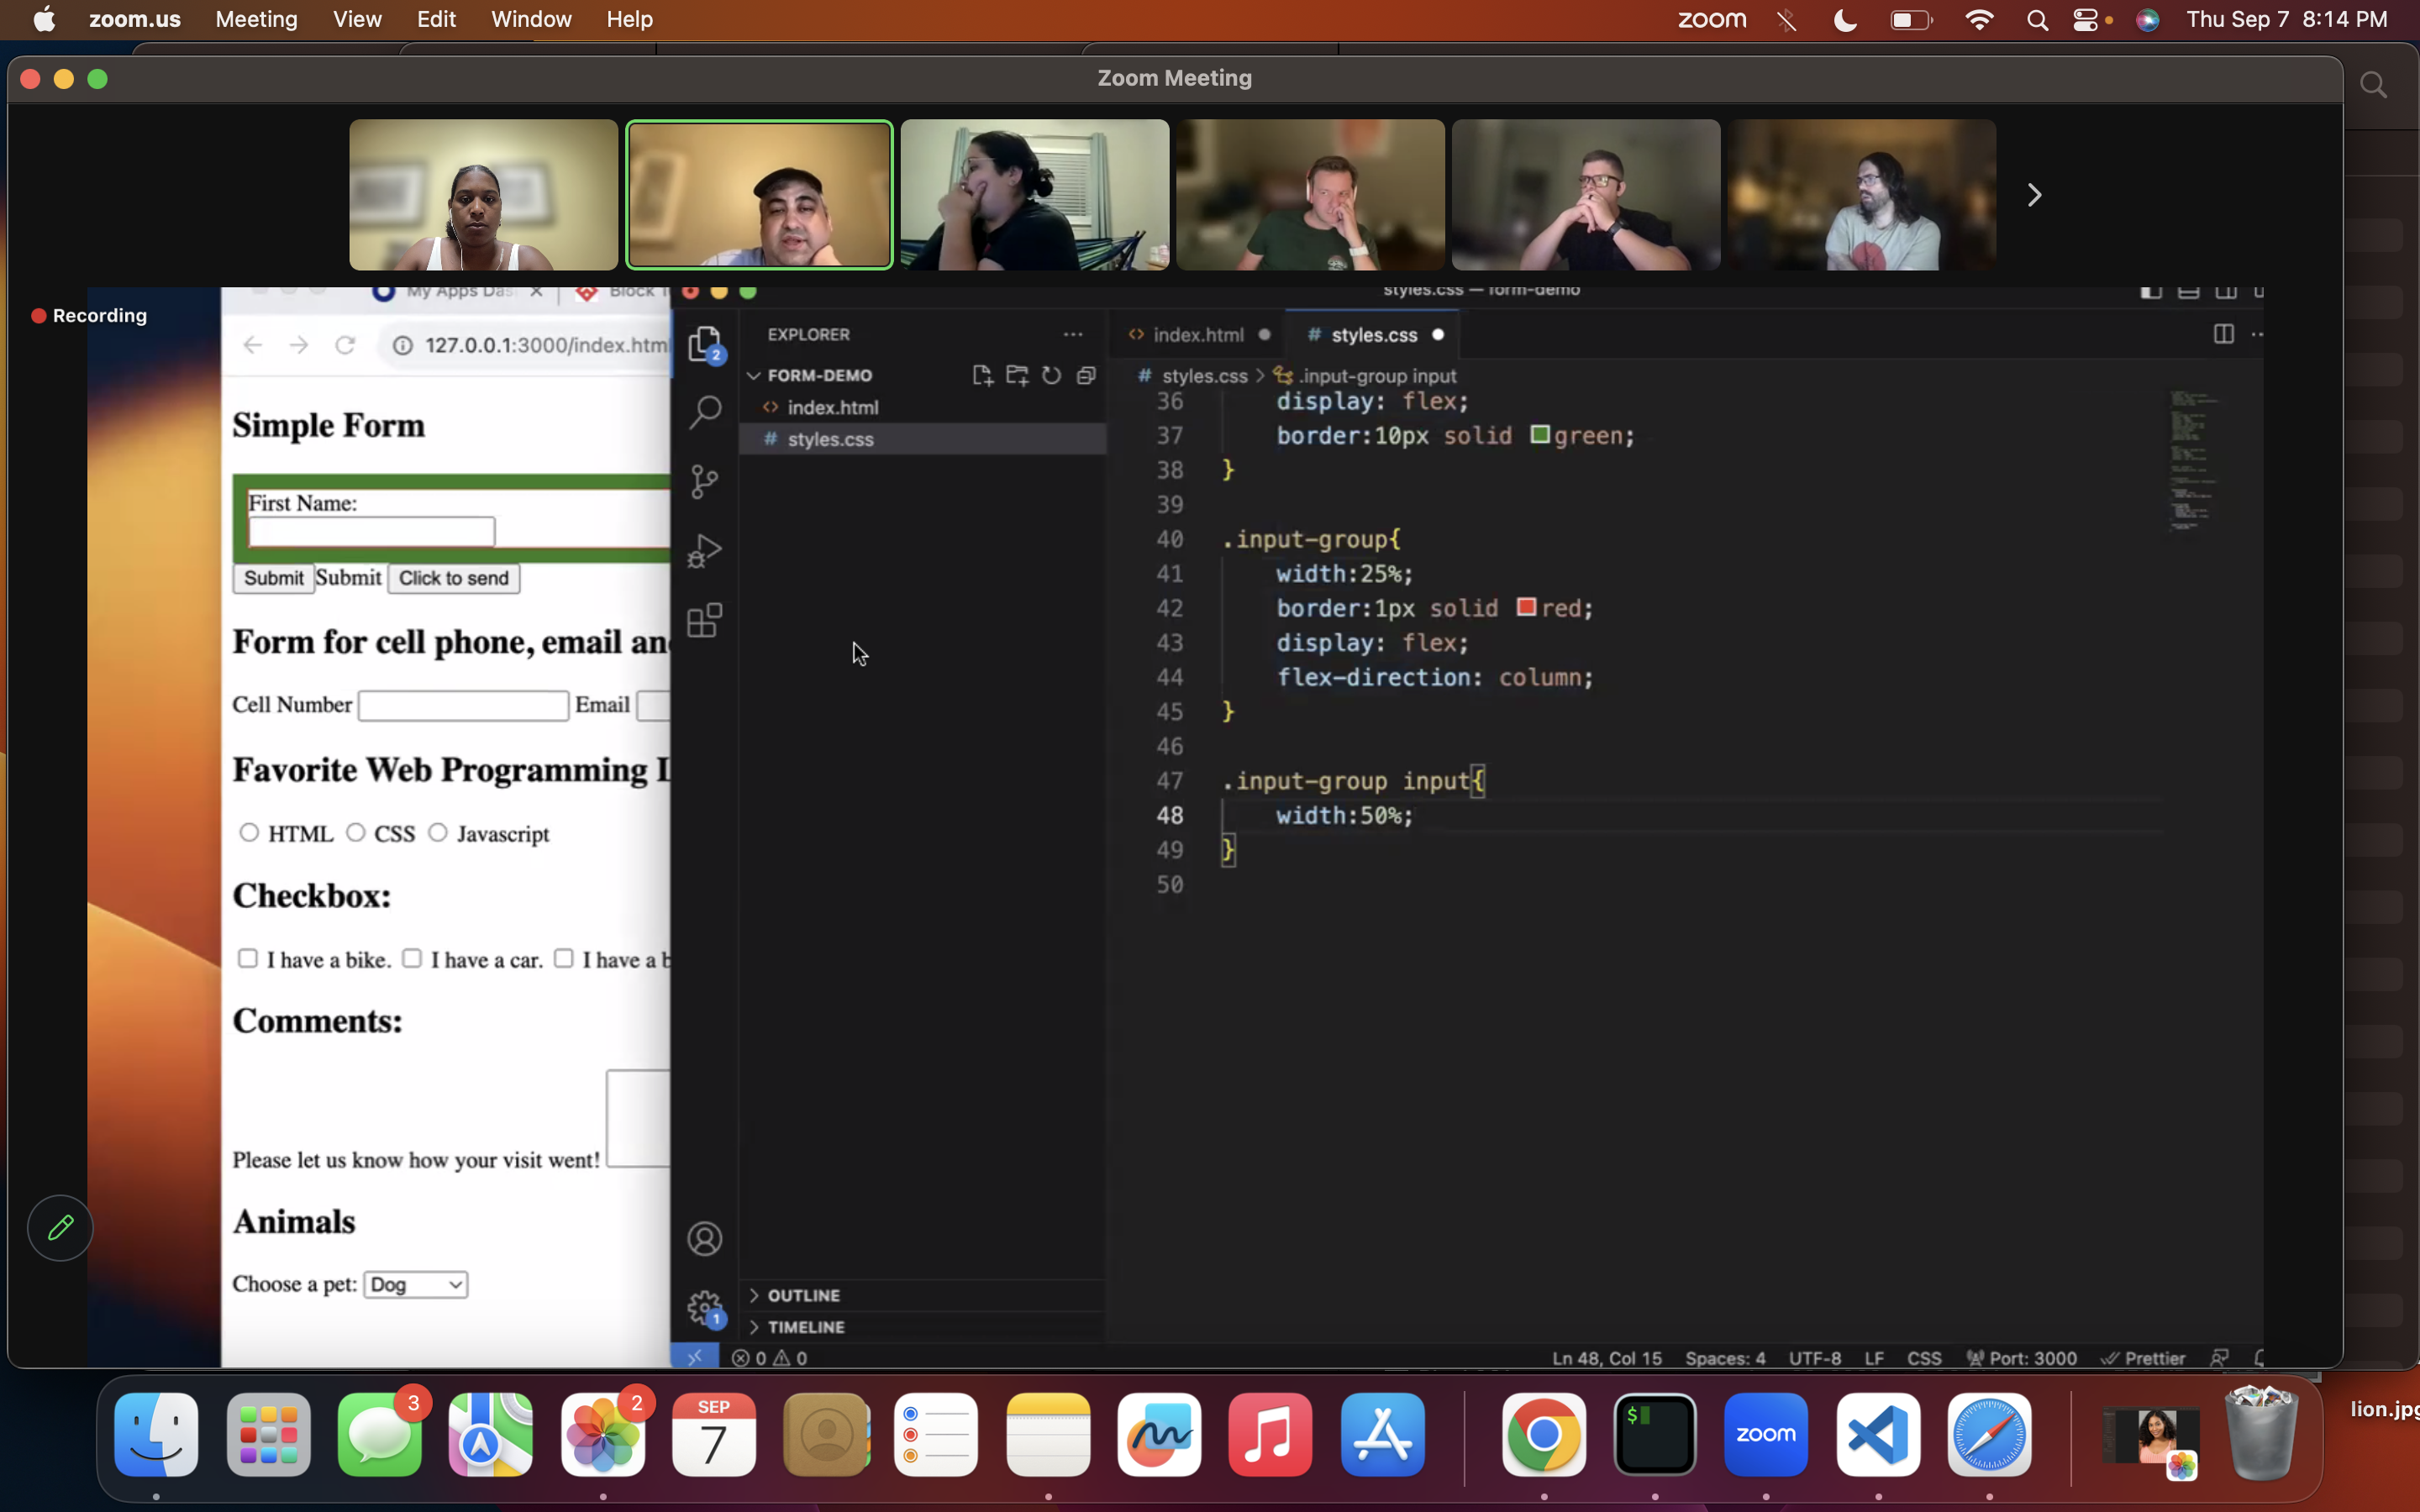 zoom.us Meeting View Edit Window Help zoom Thu Sep 7 8:14 PM
Zoom Meeting
Recording
My Apps Das
Block
127.0.0.1:3000/index.htm
Simple Form
First Name:
Submit Submit Click to send
Form for cell phone, email an
Cell Number Email
Favorite Web Programming
HTML CSS Javascript
Checkbox:
I have a bike. I have a car. I have a b
Comments:
Please let us know how your visit went!
Animals
Choose a pet: Dog
styles.css — form-demo
2
EXPLORER
FORM-DEMO
index.html
styles.css
OUTLINE
TIMELINE
1
index.html
styles.css
styles.css > .input-group input
36 display: flex;
37 border:10px solid green;
38 }
39
40 .input-group{
41 width:25%;
42 border:1px solid red;
43 display: flex;
44 flex-direction: column;
45 }
46
47 .input-group input{
48 width:50%;
49 }
50
0 0 Ln 48, Col 15 Spaces: 4 UTF-8 LF CSS Port: 3000 Prettier
3
2
SEP
7
$
zoom
lion.jpg